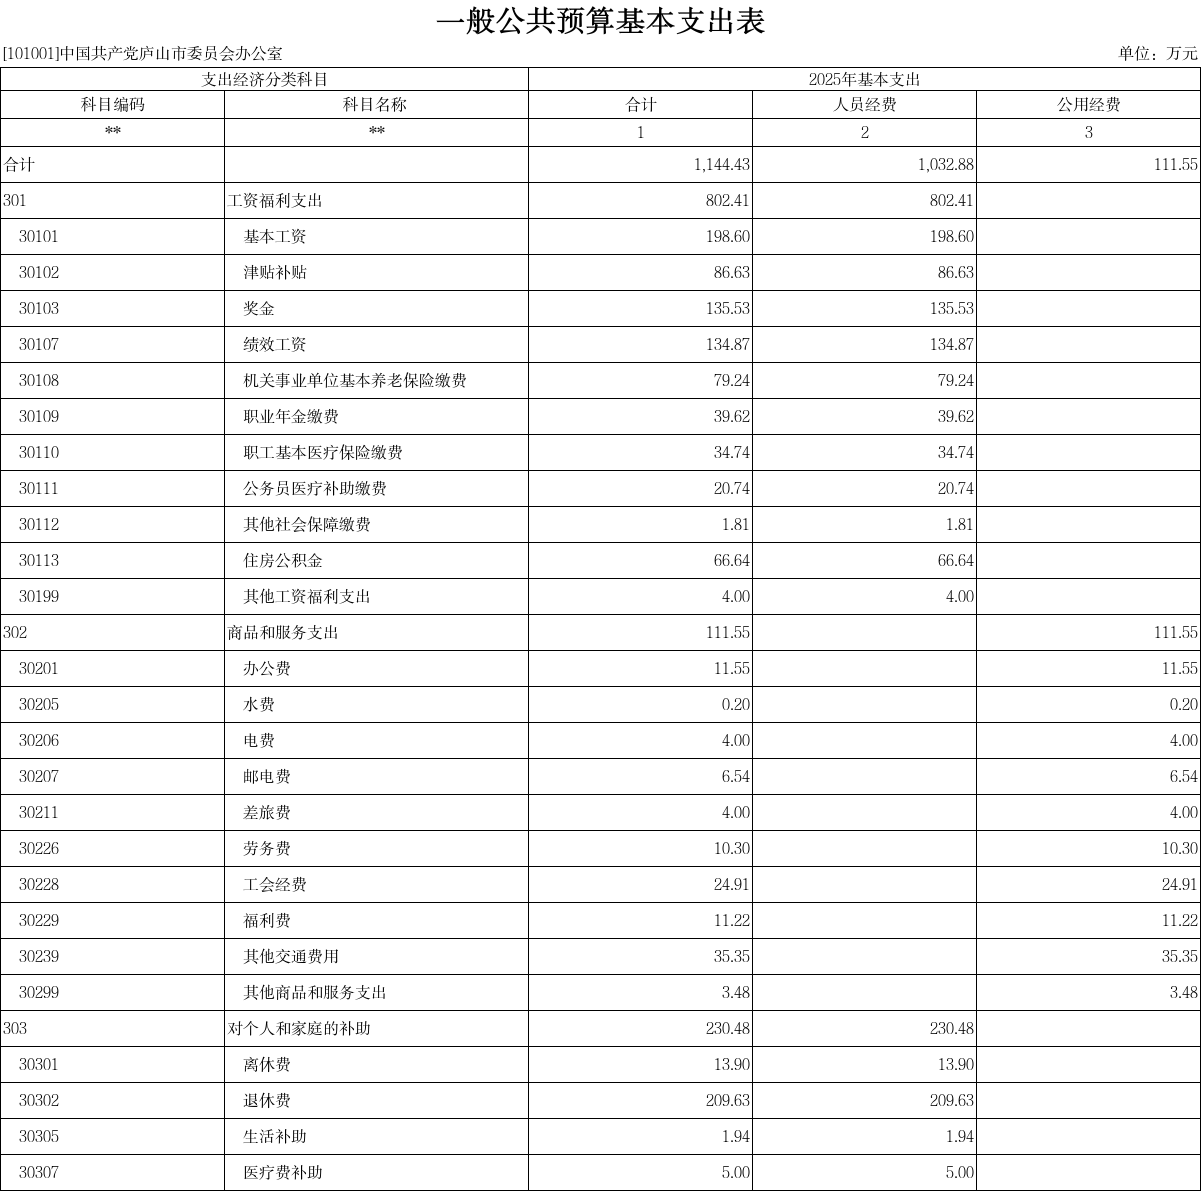 一般公共预算基本支出表
[101001]中国共产党庐山市委员会办公室 单位：万元
支出经济分类科目 2025年基本支出
科目编码 科目名称 合计 人员经费 公用经费
** ** 1 2 3
合计 1,144.43 1,032.88 111.55
301 工资福利支出 802.41 802.41
30101 基本工资 198.60 198.60
30102 津贴补贴 86.63 86.63
30103 奖金 135.53 135.53
30107 绩效工资 134.87 134.87
30108 机关事业单位基本养老保险缴费 79.24 79.24
30109 职业年金缴费 39.62 39.62
30110 职工基本医疗保险缴费 34.74 34.74
30111 公务员医疗补助缴费 20.74 20.74
30112 其他社会保障缴费 1.81 1.81
30113 住房公积金 66.64 66.64
30199 其他工资福利支出 4.00 4.00
302 商品和服务支出 111.55 111.55
30201 办公费 11.55 11.55
30205 水费 0.20 0.20
30206 电费 4.00 4.00
30207 邮电费 6.54 6.54
30211 差旅费 4.00 4.00
30226 劳务费 10.30 10.30
30228 工会经费 24.91 24.91
30229 福利费 11.22 11.22
30239 其他交通费用 35.35 35.35
30299 其他商品和服务支出 3.48 3.48
303 对个人和家庭的补助 230.48 230.48
30301 离休费 13.90 13.90
30302 退休费 209.63 209.63
30305 生活补助 1.94 1.94
30307 医疗费补助 5.00 5.00